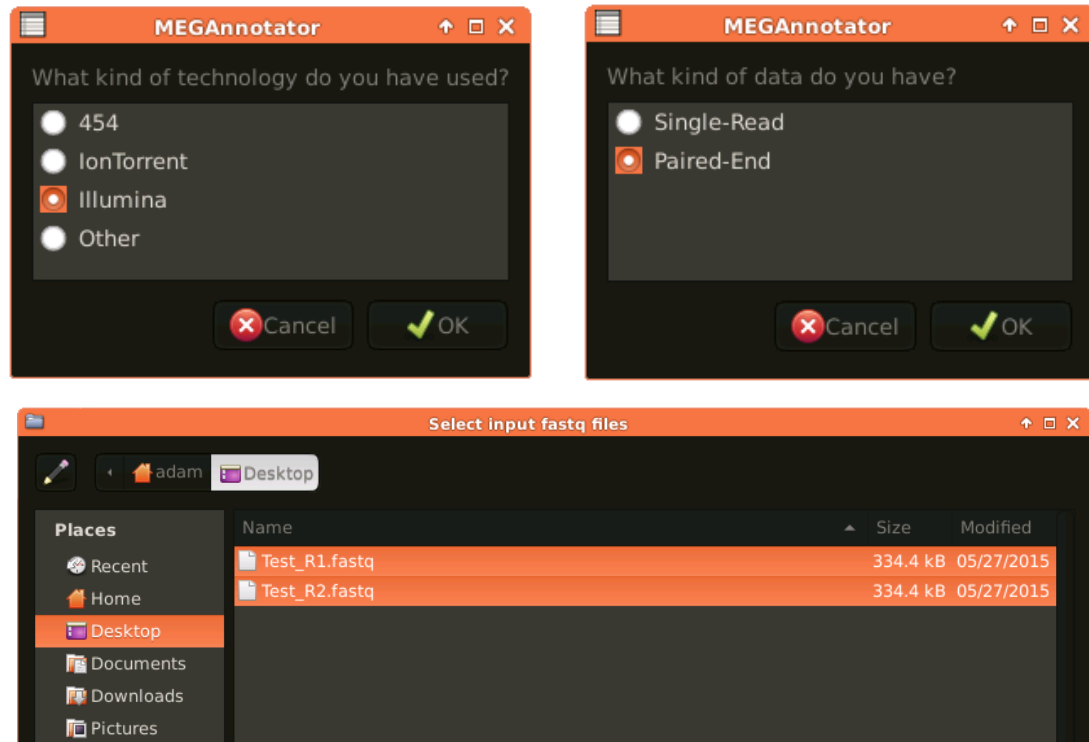 MEGAnnotator
What kind of technology do you have used?
454
IonTorrent
Illumina
Other
Cancel
OK
MEGAnnotator
What kind of data do you have?
Single-Read
Paired-End
Cancel
OK
Select input fastq files
adam Desktop
Places
Recent
Home
Desktop
Documents
Downloads
Pictures
Name Size Modified
Test_R1.fastq 334.4 kB 05/27/2015
Test_R2.fastq 334.4 kB 05/27/2015